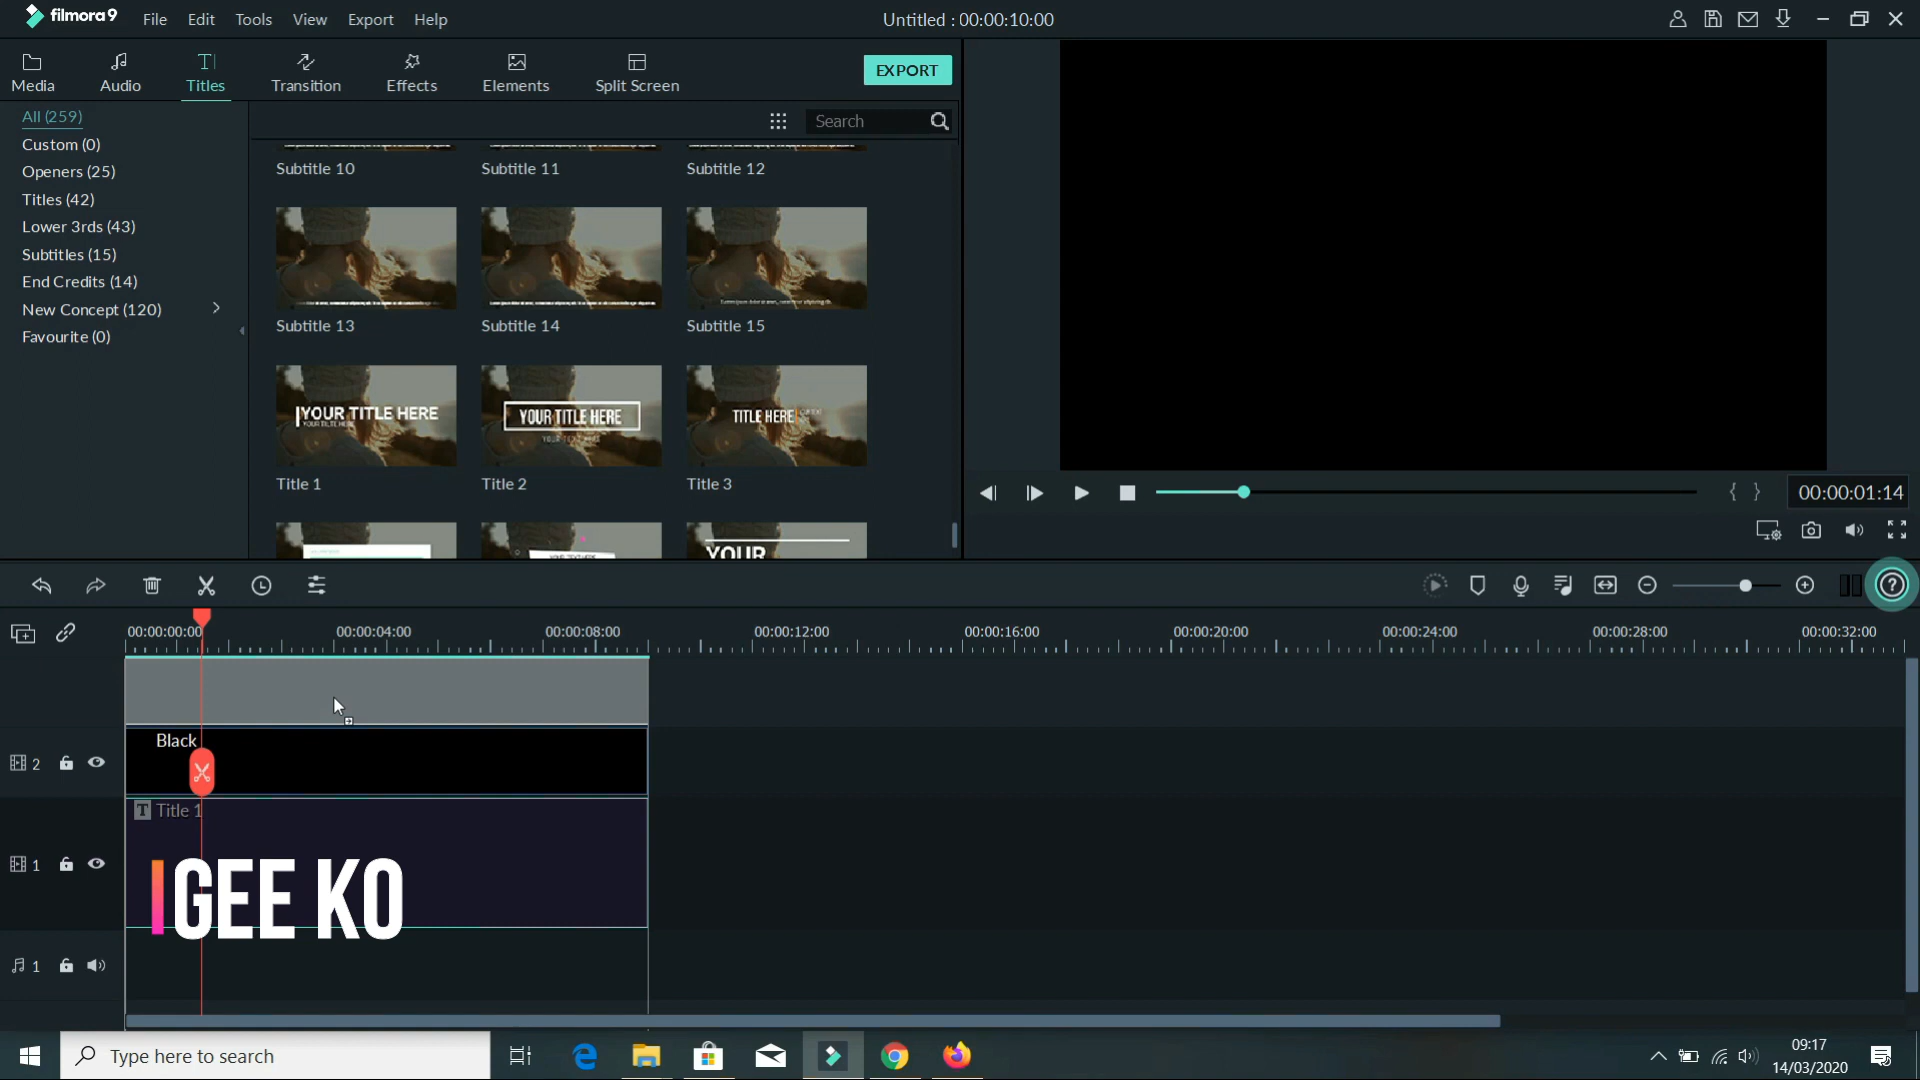 filmora9 File Edit Tools View Export Help Untitled : 00:00:10:00
Media Audio Titles Transition Effects Elements Split Screen EXPORT
All (259)
Custom (0)
Openers (25)
Titles (42)
Lower 3rds (43)
Subtitles (15)
End Credits (14)
New Concept (120)
Favourite (0)
Search
Subtitle 10 Subtitle 11 Subtitle 12
Subtitle 13 Subtitle 14 Subtitle 15
YOUR TITLE HERE
YOUR TITLE HERE
YOUR TITLE HERE
TITLE HERE
Title 1 Title 2 Title 3
YOUR
00:00:01:14
00:00:00:00 00:00:04:00 00:00:08:00 00:00:12:00 00:00:16:00 00:00:20:00 00:00:24:00 00:00:28:00 00:00:32:00
2 Black
T Title 1
1
GEE KO
1
Type here to search
09:17
14/03/2020